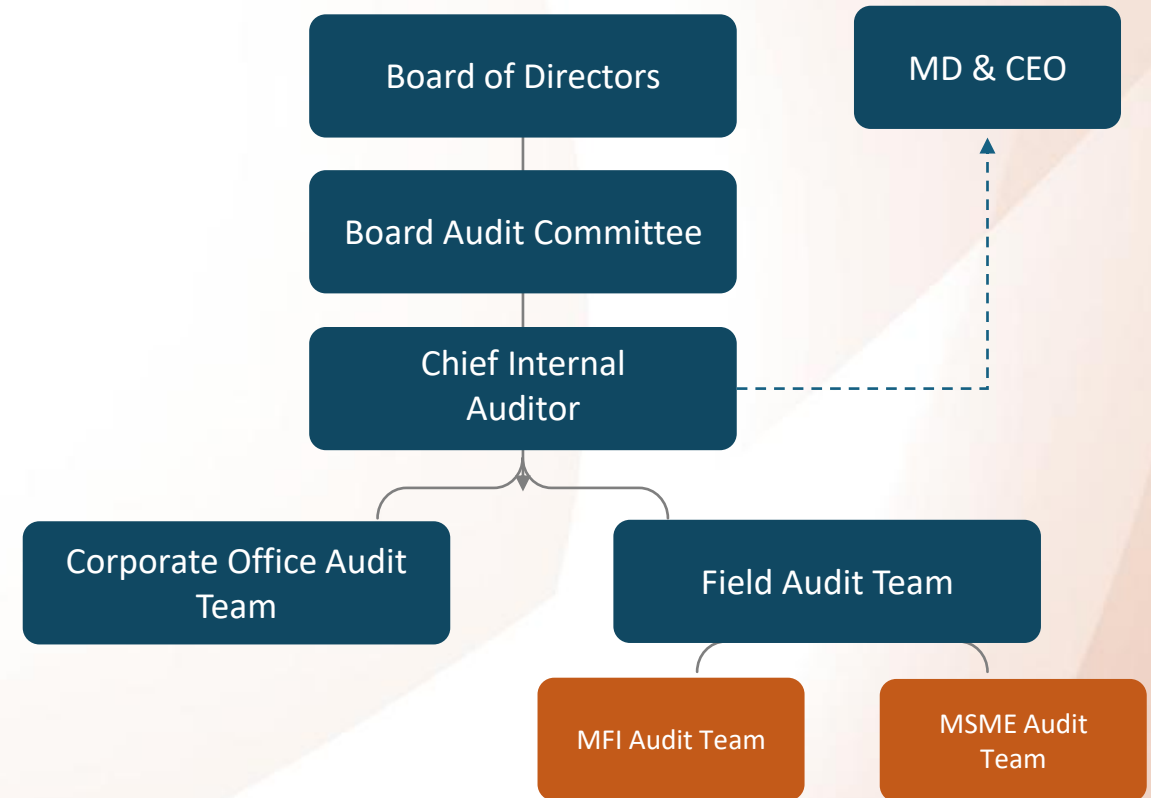 Board of Directors
MD & CEO
Board Audit Committee
Chief Internal
Auditor
Corporate Office Audit
Team
Field Audit Team
MFI Audit Team
MSME Audit
Team